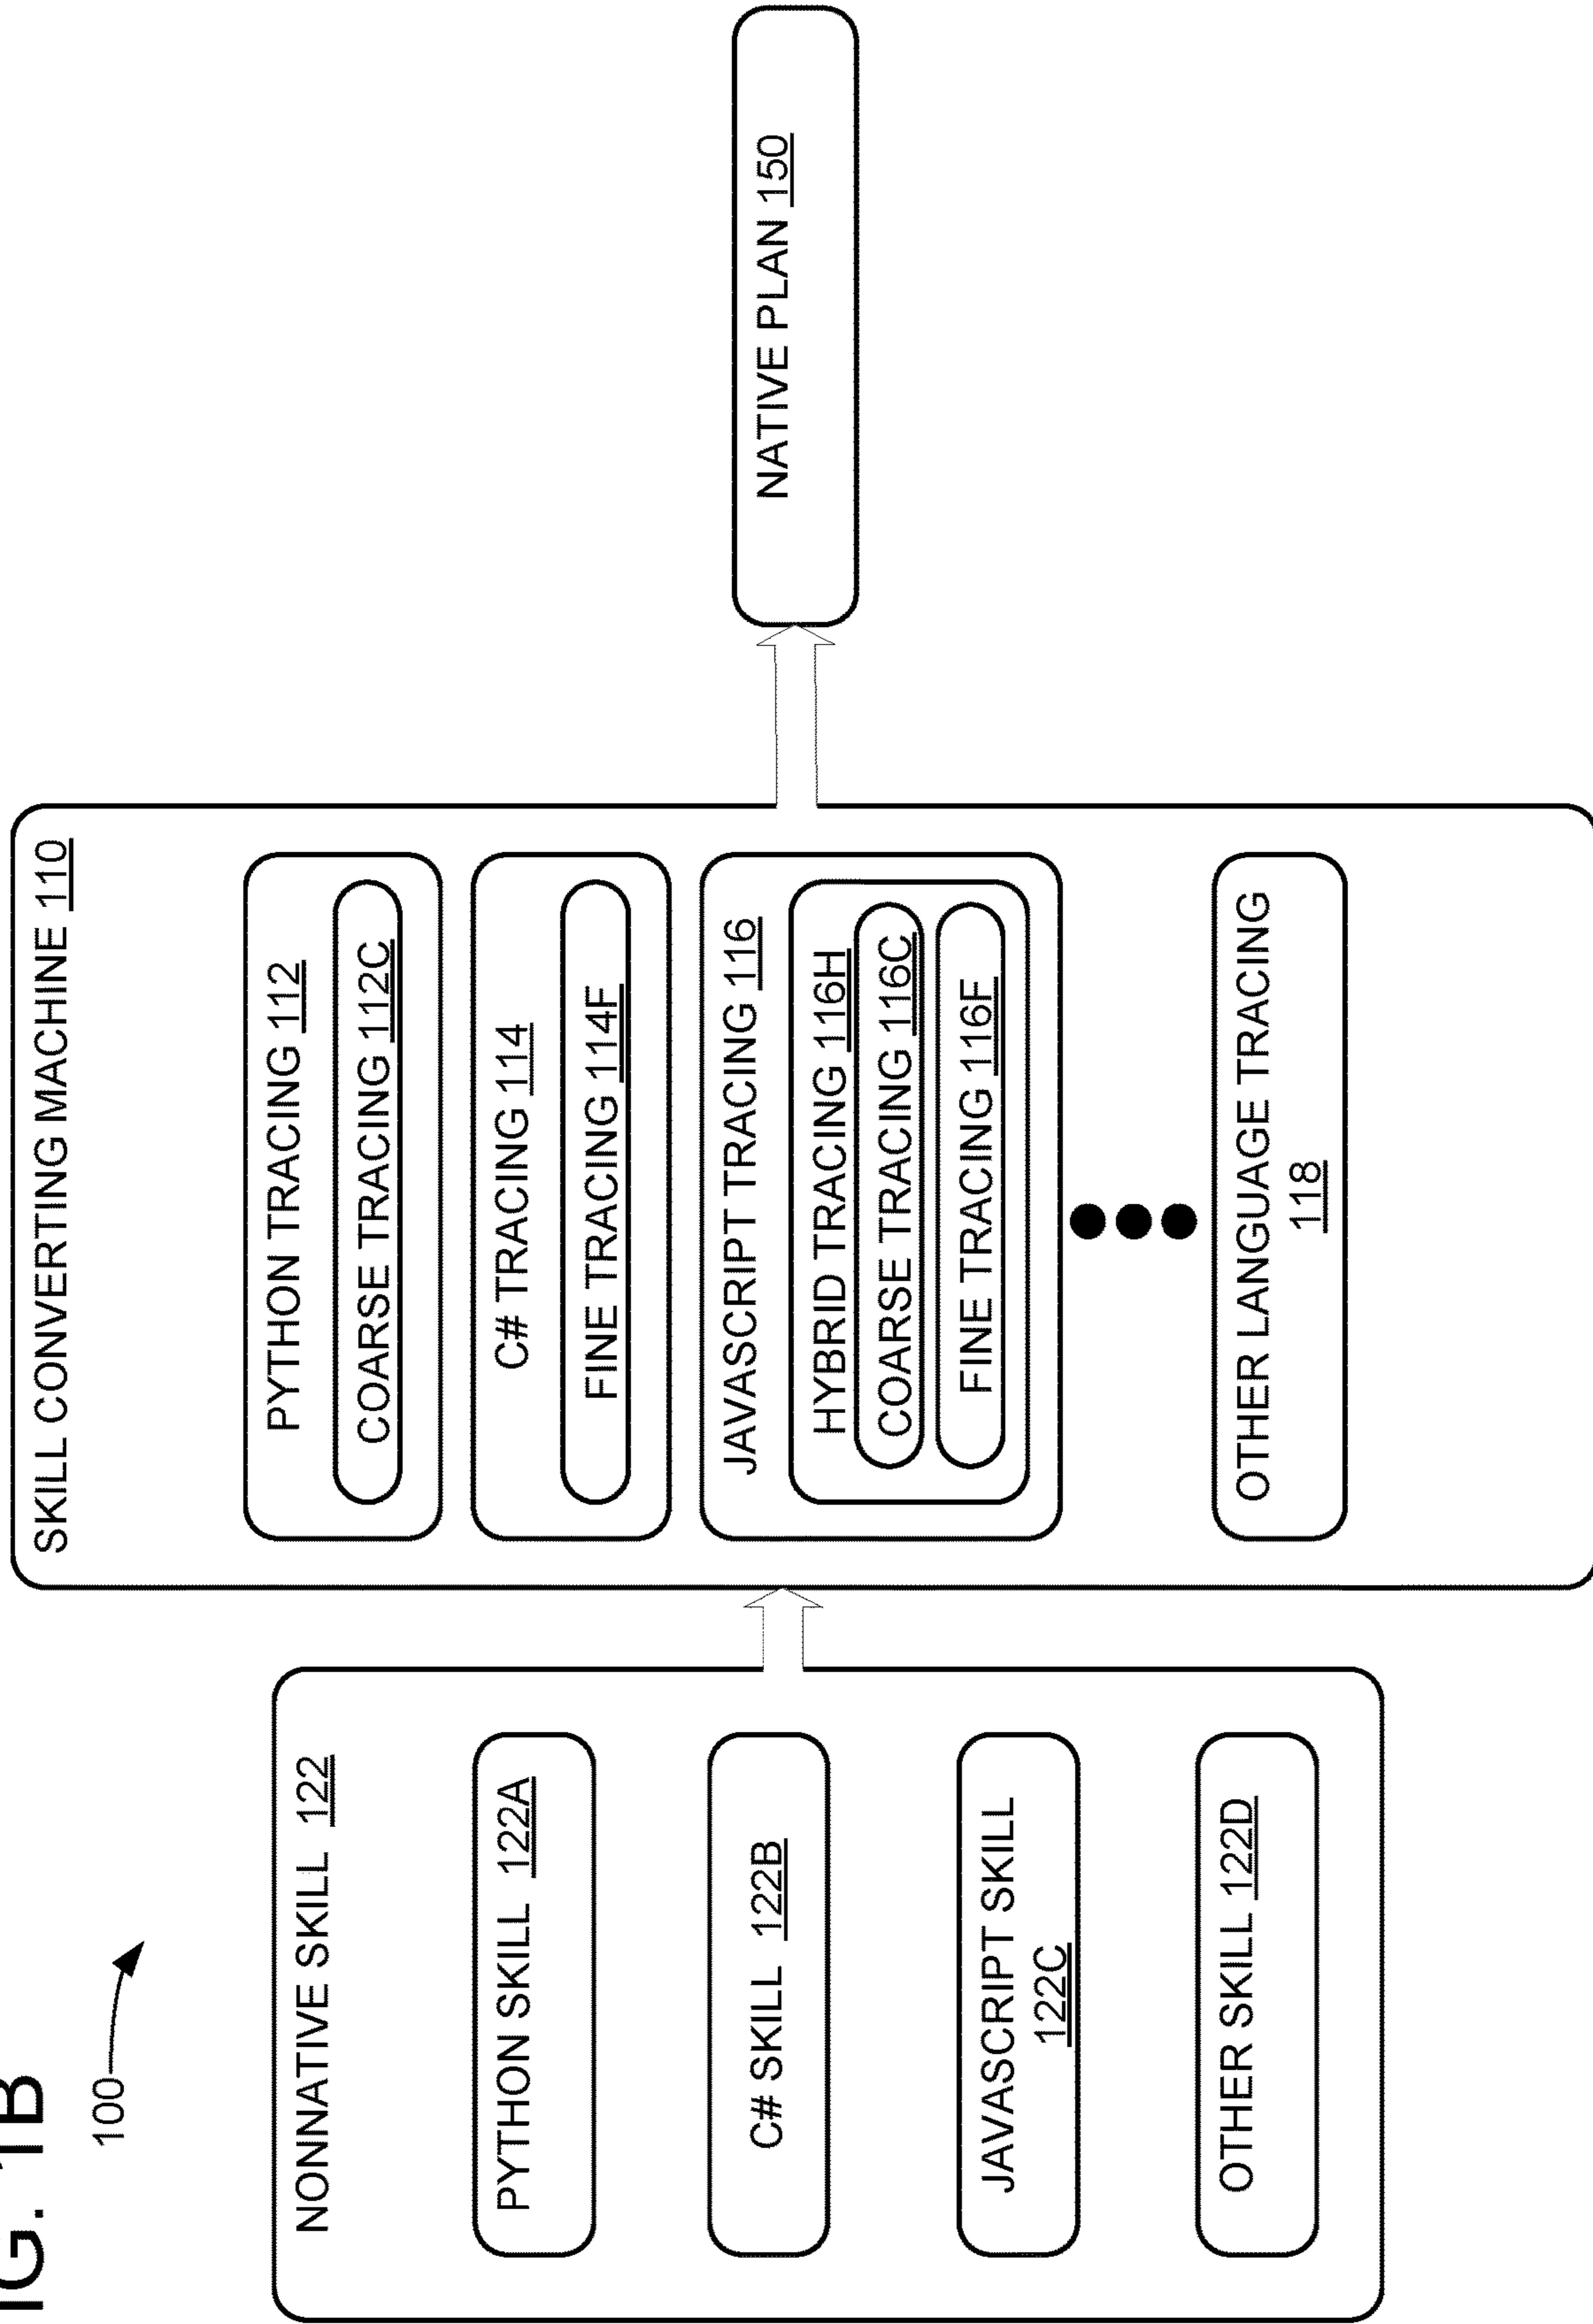 IG. 1B
100
NONNATIVE SKILL 122
PYTHON SKILL 122A
C# SKILL 122B
JAVASCRIPT SKILL
122C
OTHER SKILL 122D
SKILL CONVERTING MACHINE 110
PYTHON TRACING 112
COARSE TRACING 112C
C# TRACING 114
FINE TRACING 114F
JAVASCRIPT TRACING 116
HYBRID TRACING 116H
COARSE TRACING 116C
FINE TRACING 116F
OTHER LANGUAGE TRACING
118
NATIVE PLAN 150